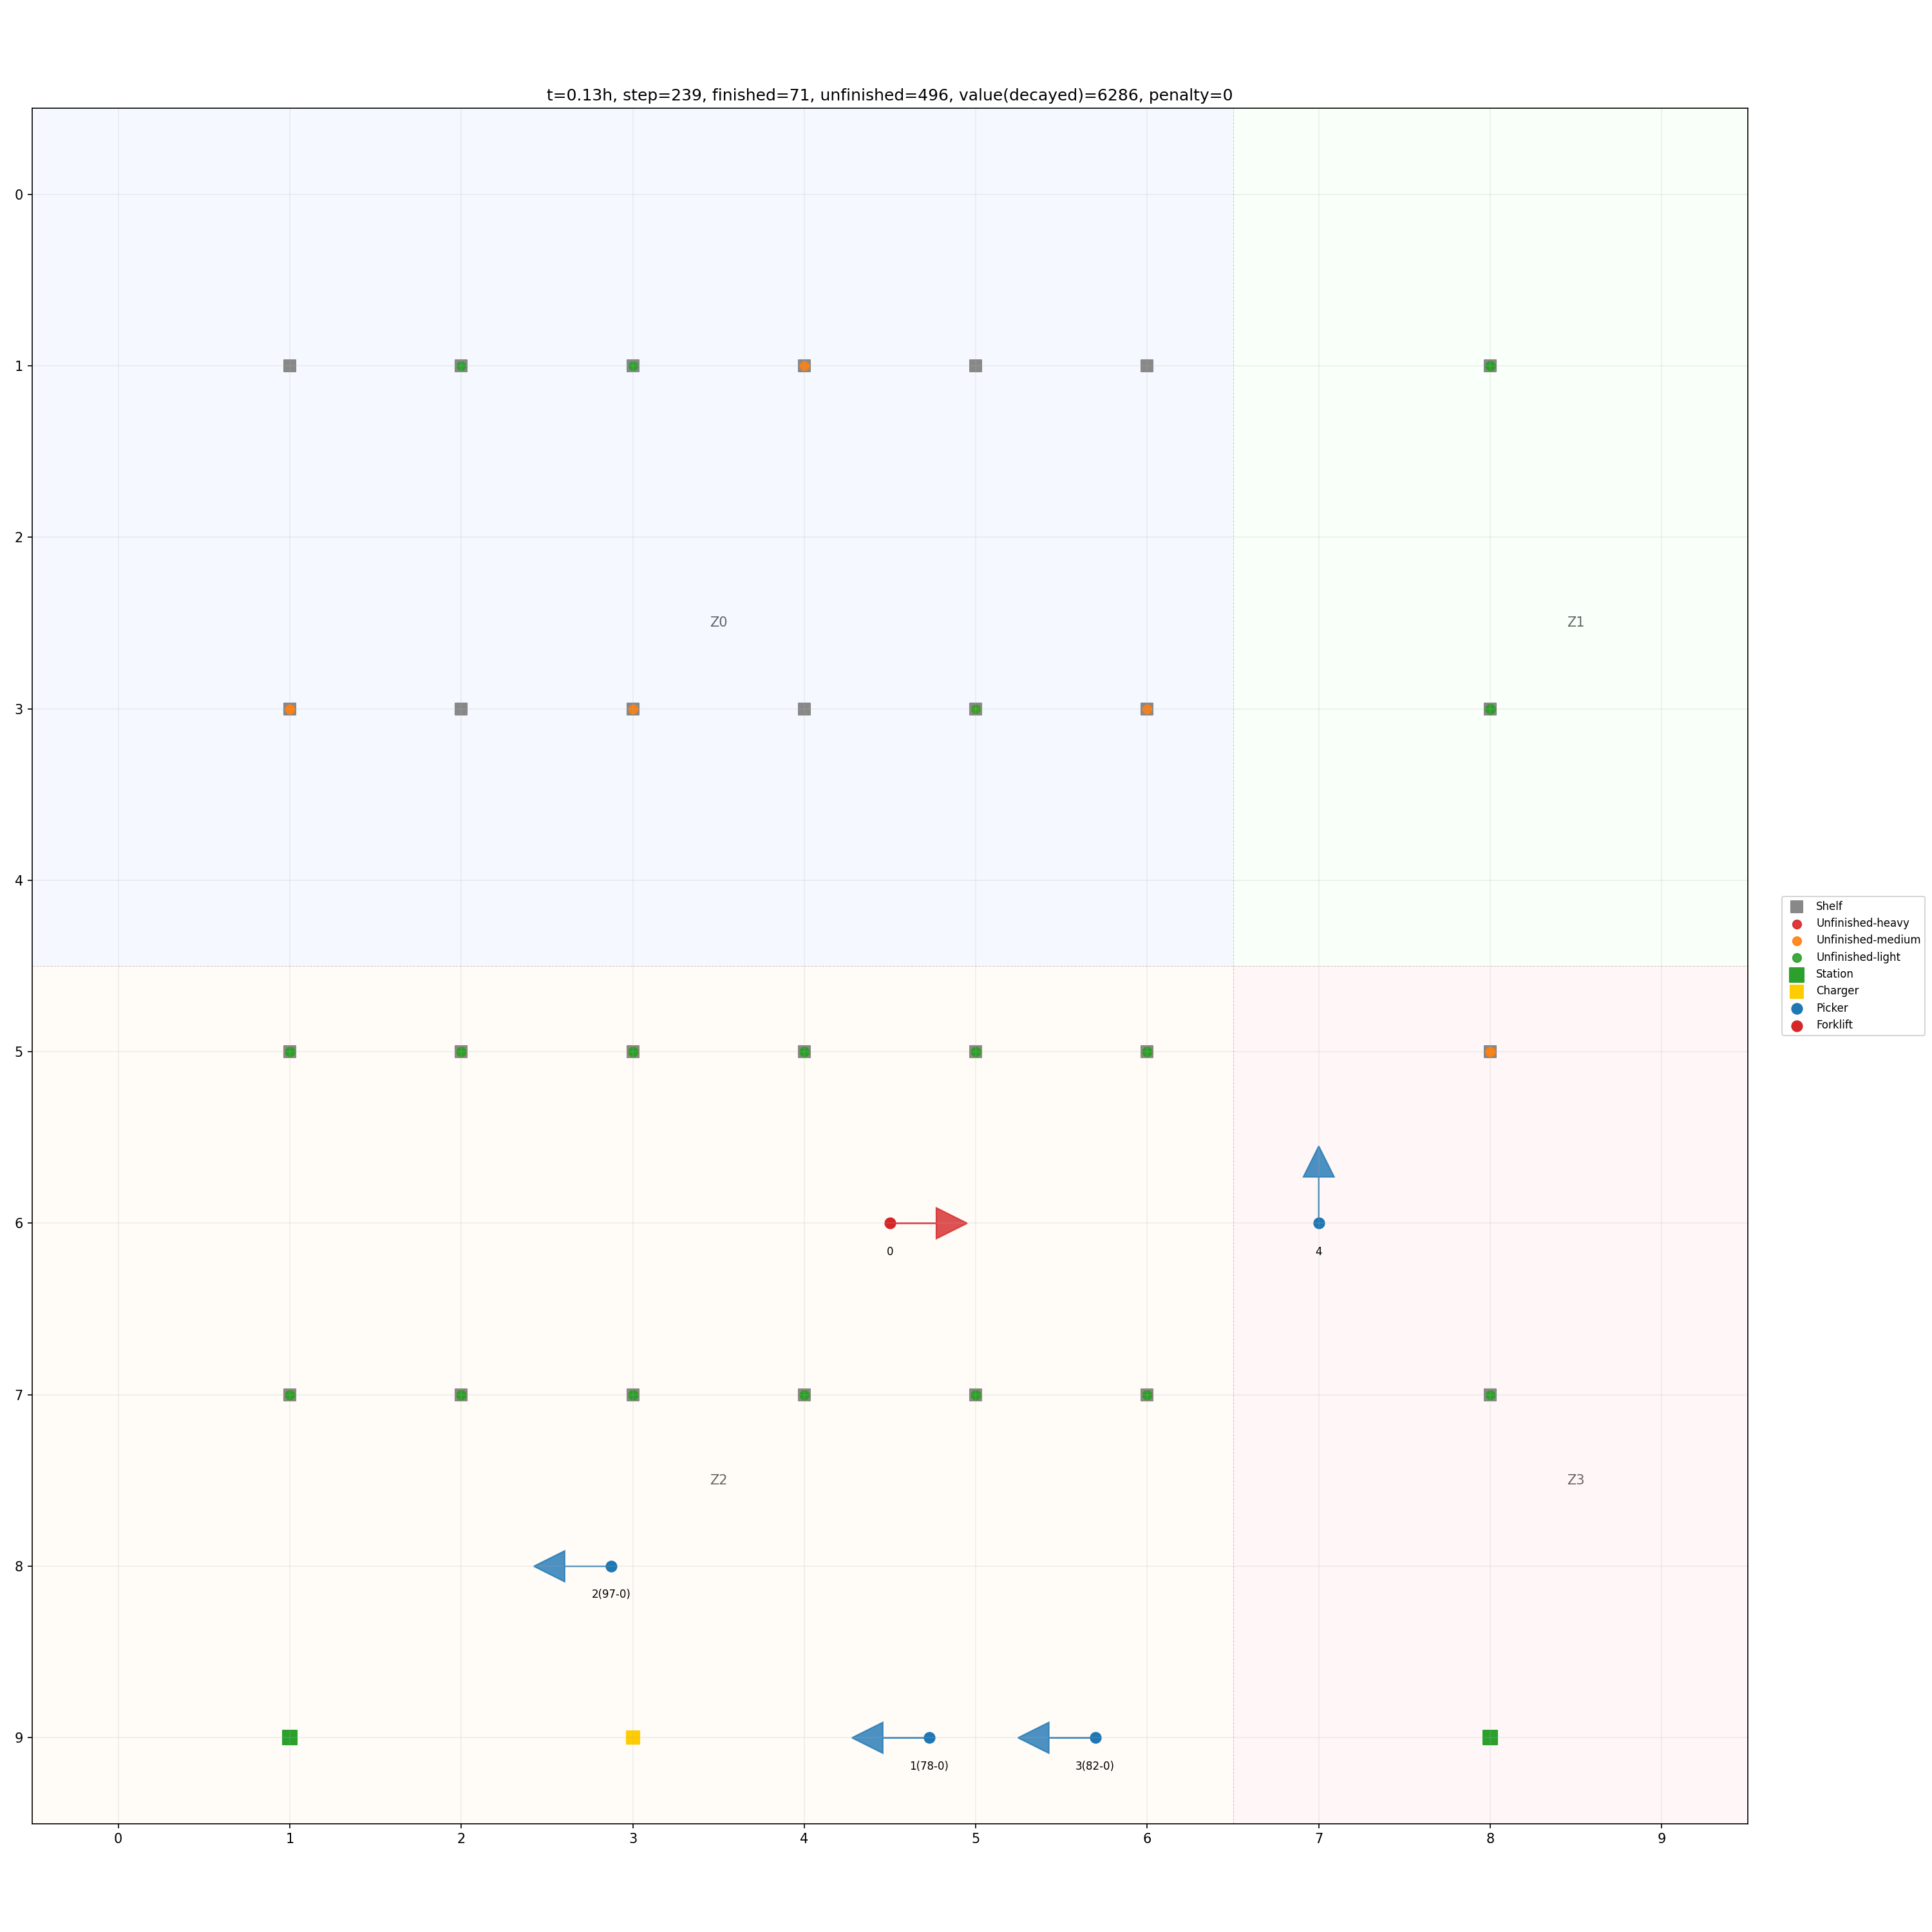 t=0.13h, step=239, finished=71, unfinished=496, value(decayed)=6286, penalty=0
0
1
2
Z0
Z1
3
4
Shelf
Unfinished-heavy
Unfinished-medium
Unfinished-light
Station
Charger
Picker
Forklift
5
6
0
4
7
Z2
Z3
8
2(97-0)
9
1(78-0)
3(82-0)
0 1 2 3 4 5 6 7 8 9